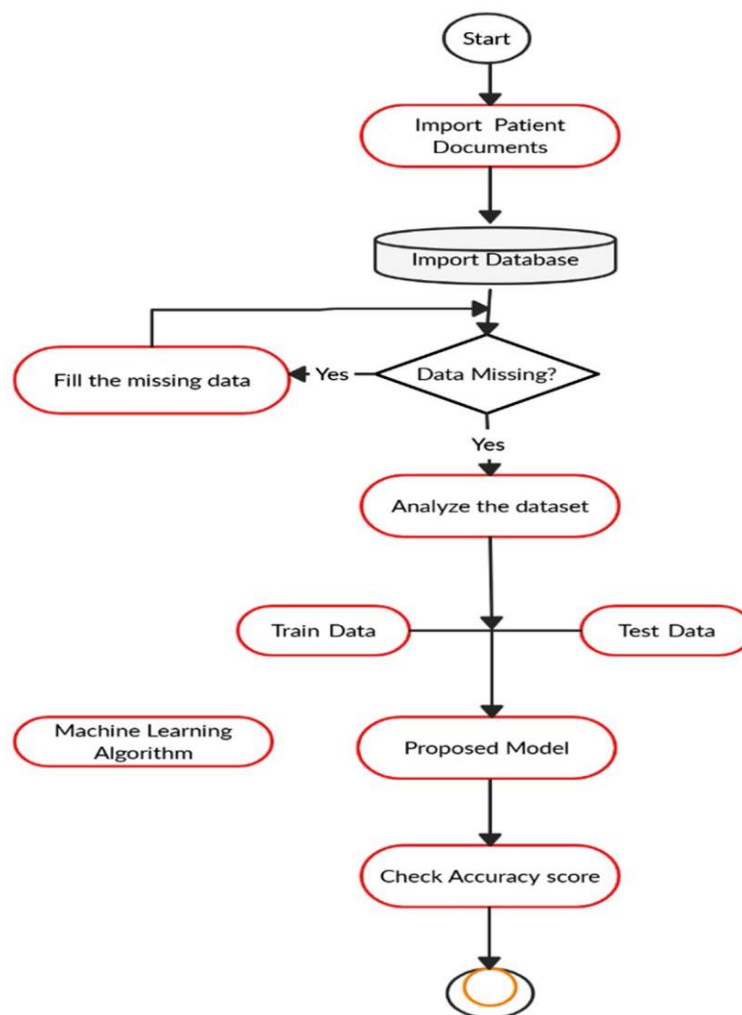 Start
Import Patient
Documents
Import Database
Fill the missing data
Yes
Data Missing?
Yes
Analyze the dataset
Train Data
Test Data
Machine Learning
Algorithm
Proposed Model
Check Accuracy score